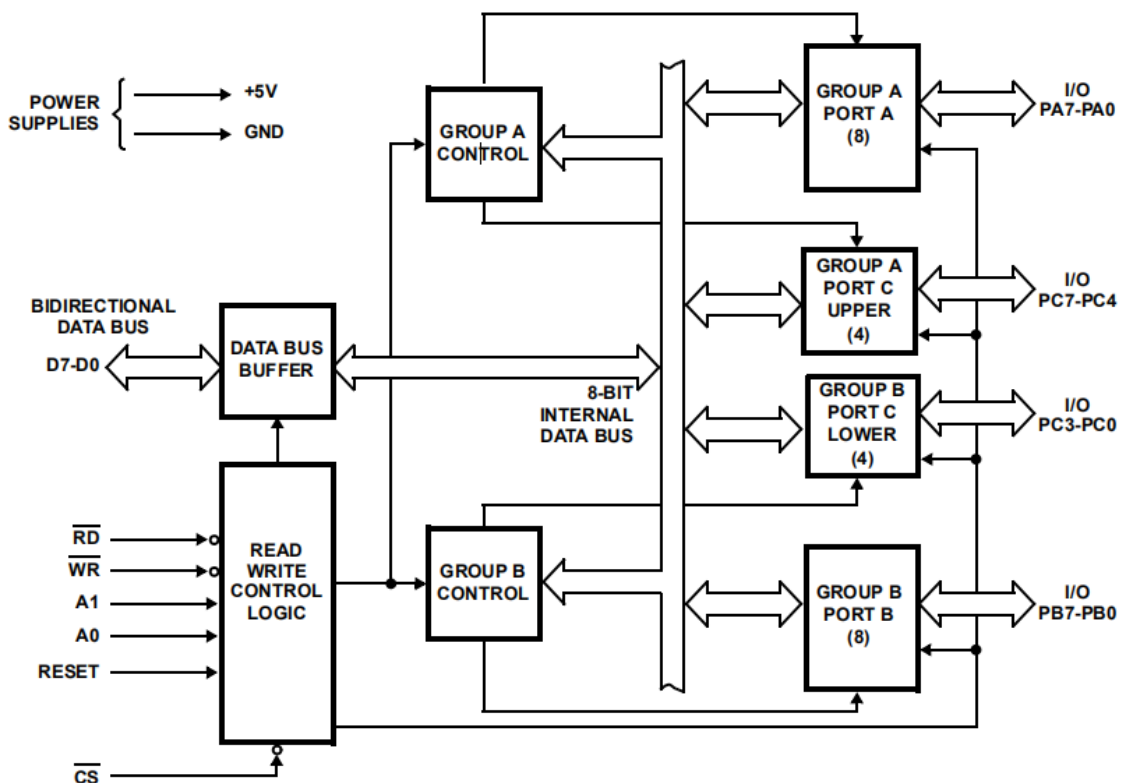 POWER
SUPPLIES
+5V
GND
GROUP A
CONTROL
GROUP A
PORT A
(8)
I/O
PA7-PA0
GROUP A
PORT C
UPPER
(4)
I/O
PC7-PC4
BIDIRECTIONAL
DATA BUS
D7-D0
DATA BUS
BUFFER
8-BIT
INTERNAL
DATA BUS
GROUP B
PORT C
LOWER
(4)
I/O
PC3-PC0
RD
WR
A1
A0
RESET
CS
READ
WRITE
CONTROL
LOGIC
GROUP B
CONTROL
GROUP B
PORT B
(8)
I/O
PB7-PB0